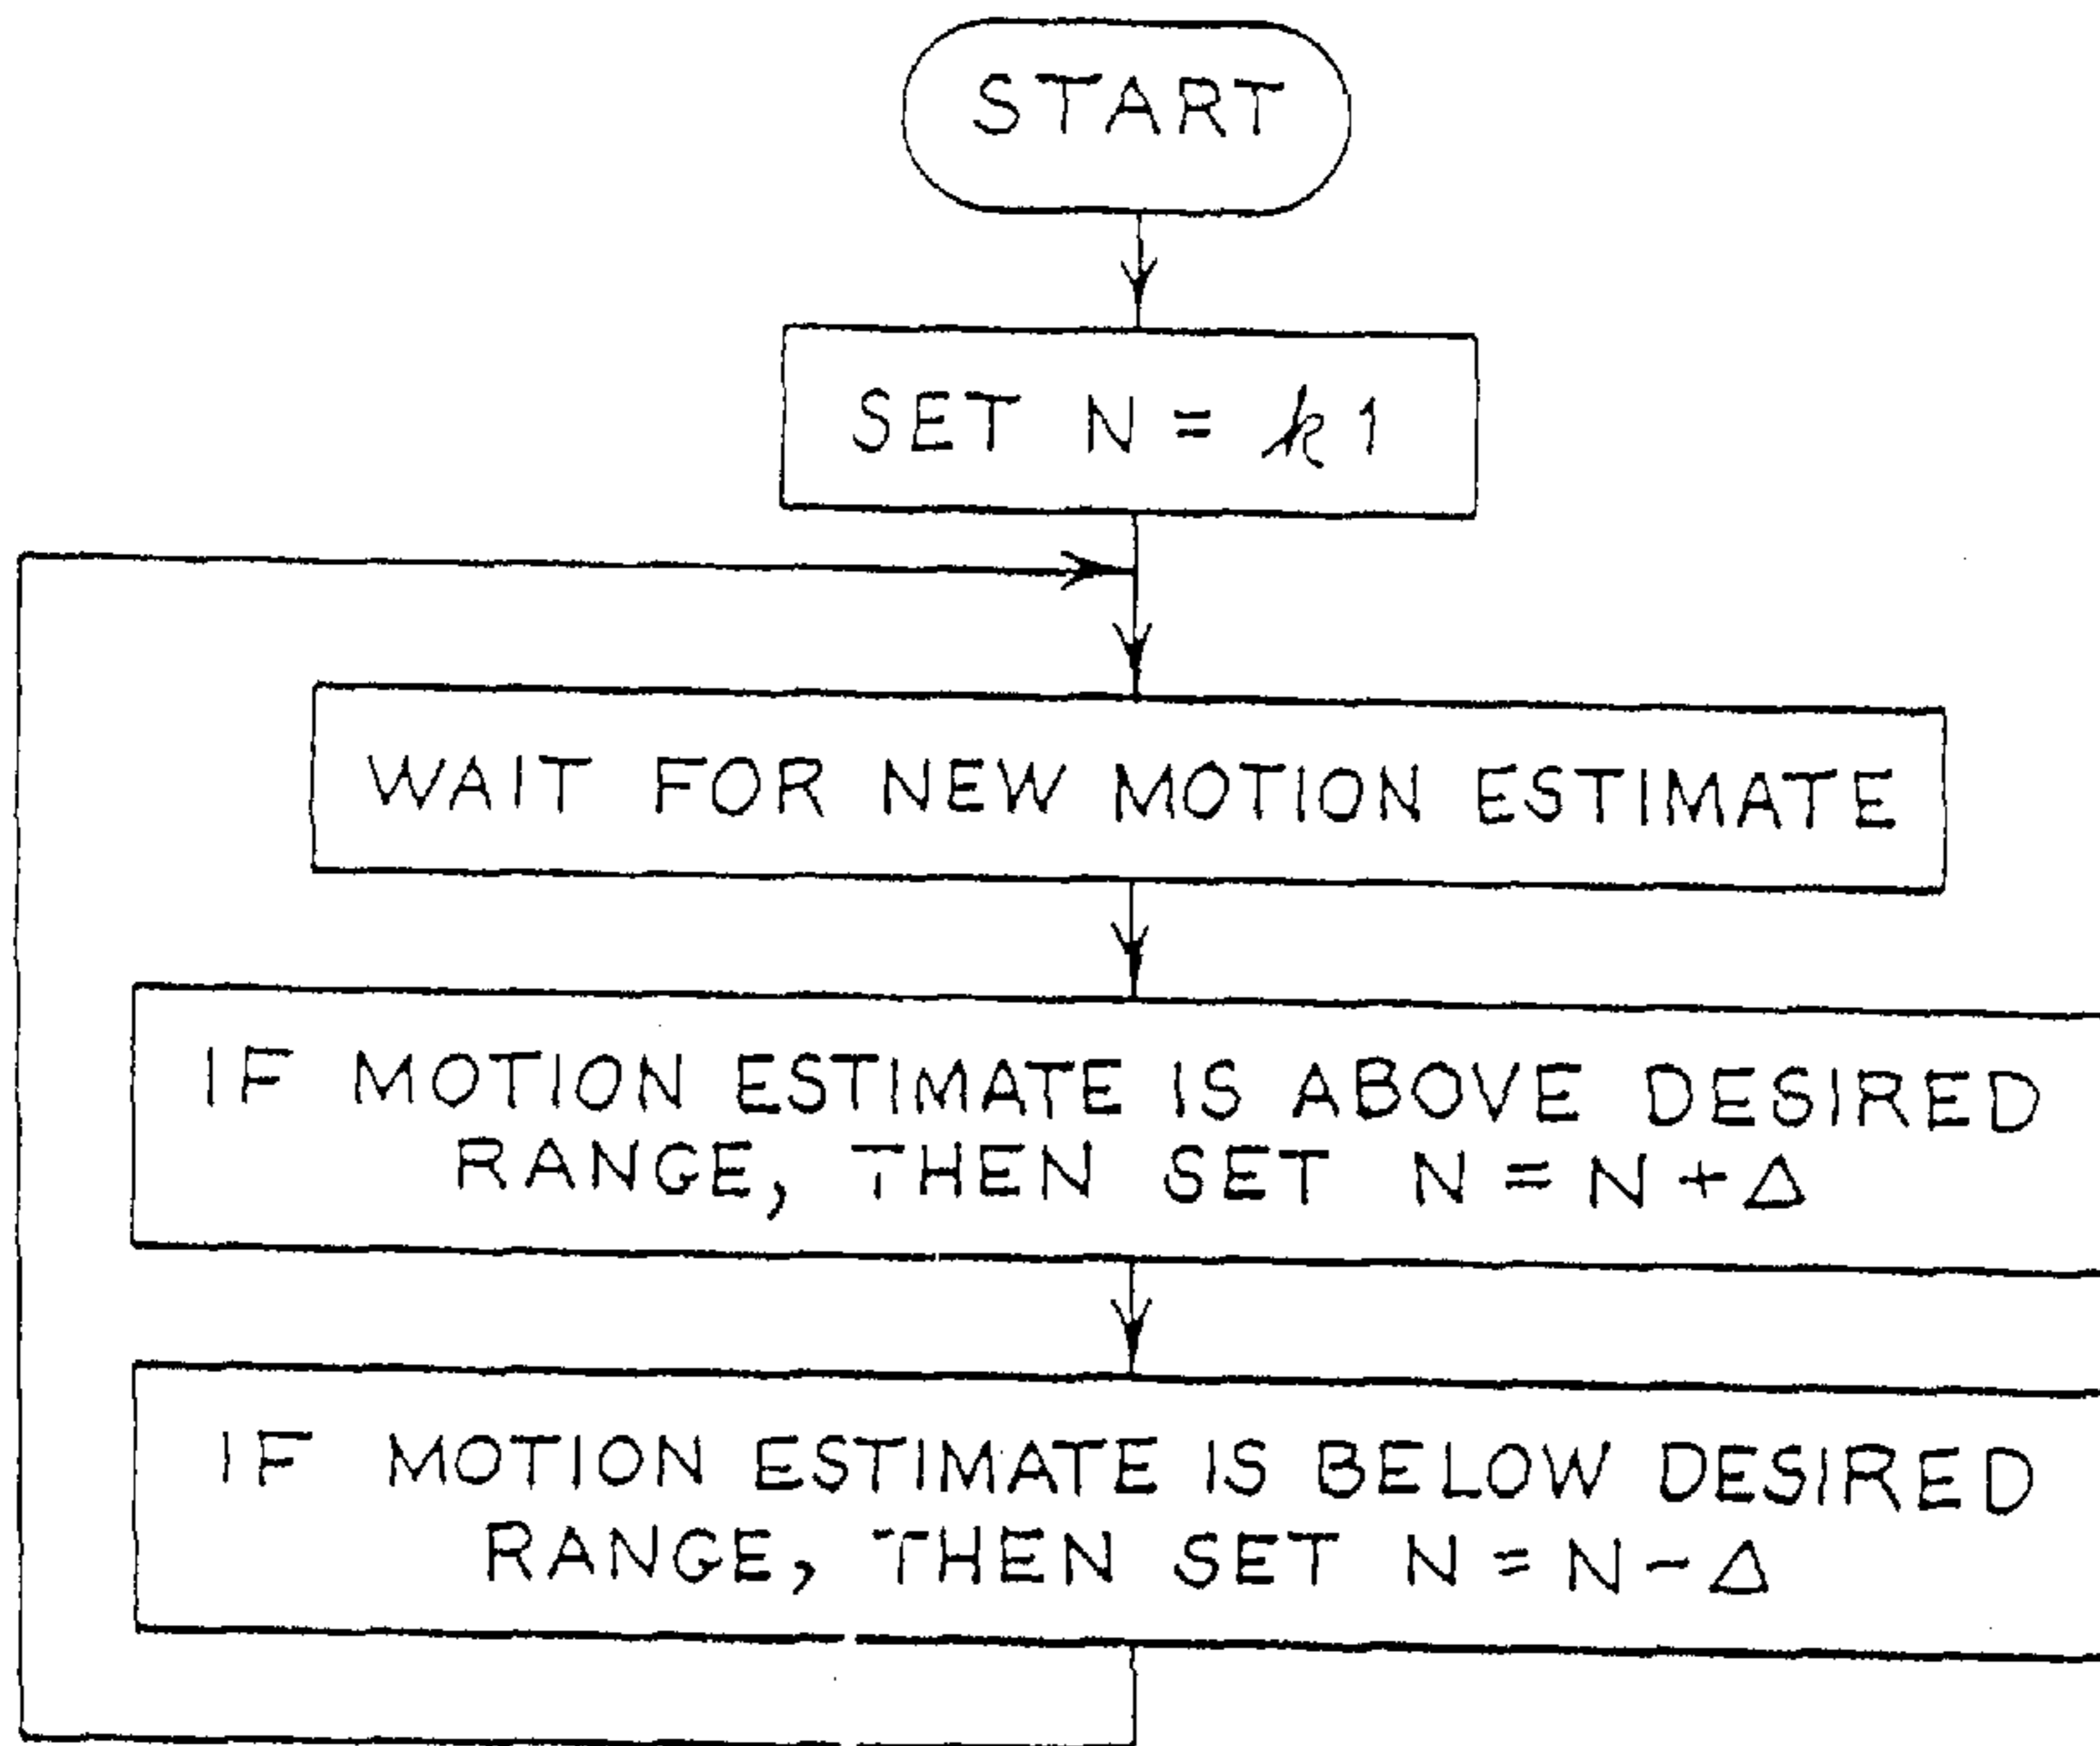 START
SET N = k1
WAIT FOR NEW MOTION ESTIMATE
IF MOTION ESTIMATE IS ABOVE DESIRED
RANGE, THEN SET N = N + Δ
IF MOTION ESTIMATE IS BELOW DESIRED
RANGE, THEN SET N = N - Δ